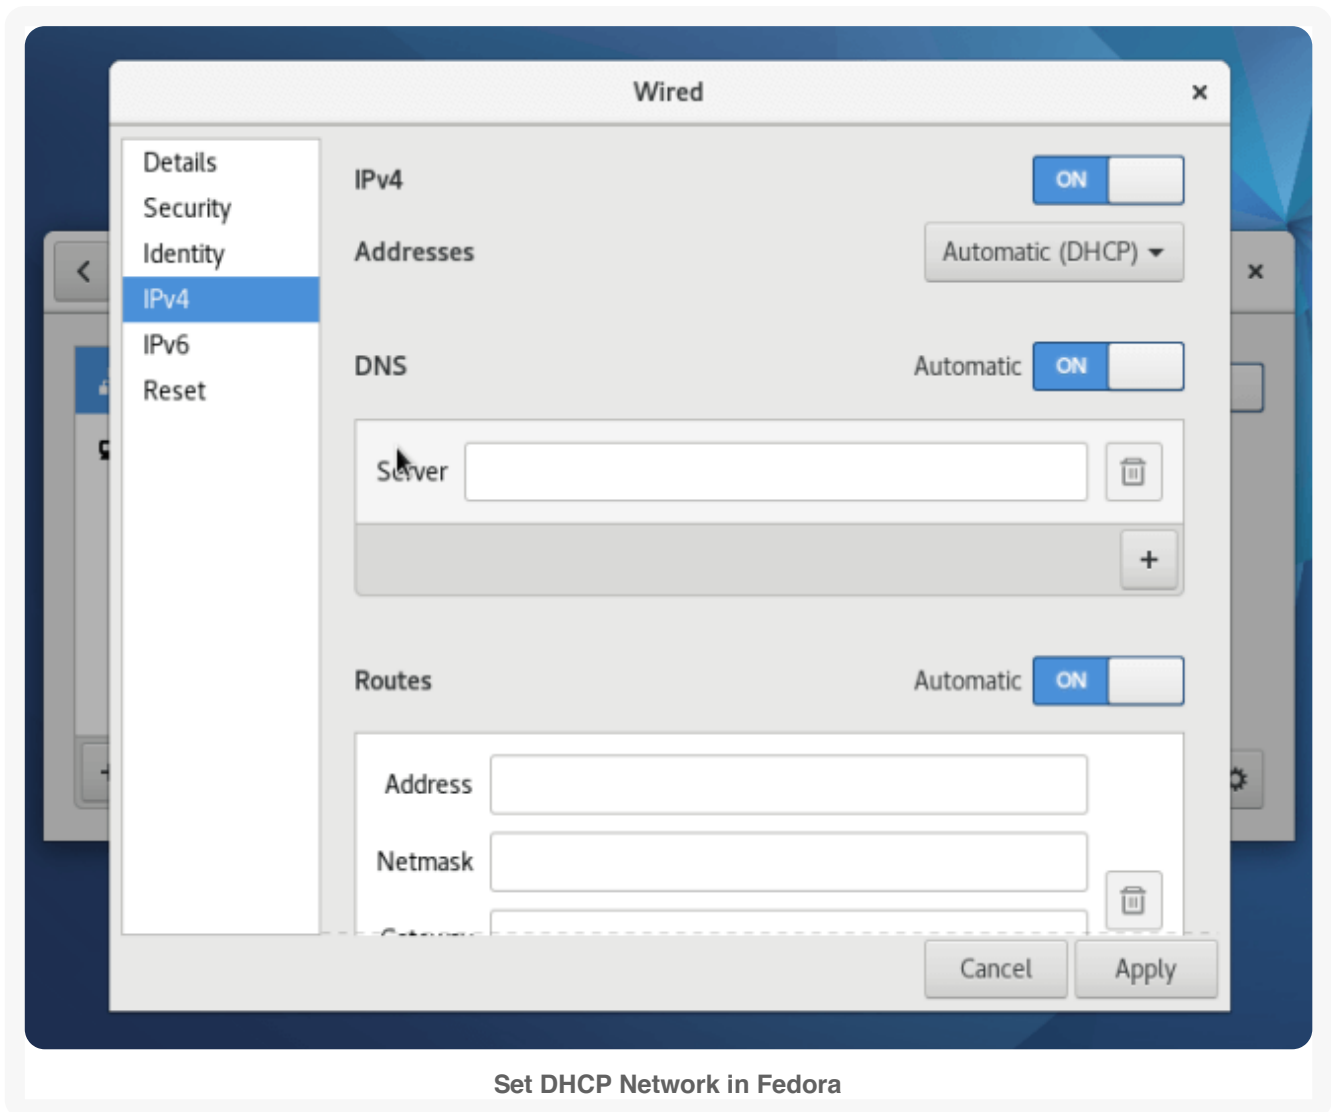 Wired
Details
Security
Identity
IPv4
IPv6
Reset
IPv4 ON
Addresses Automatic (DHCP)
DNS Automatic ON
Server
Routes Automatic ON
Address
Netmask
Cancel Apply
Set DHCP Network in Fedora